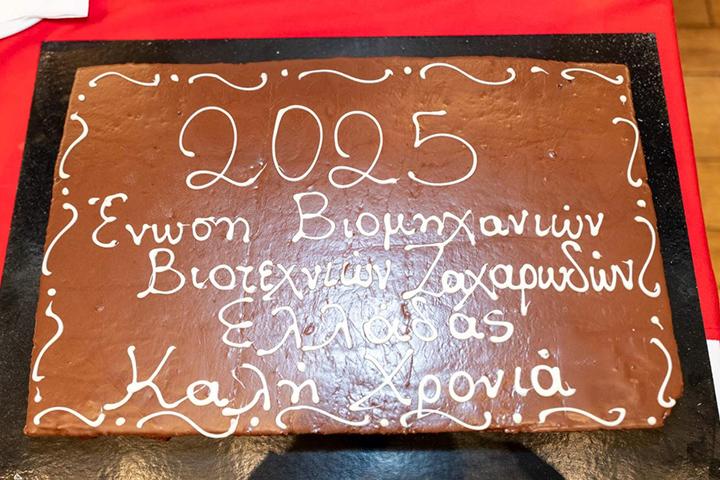 2025
Ένωση Βιομηχανιών
Βιοτεχνιών Ζαχαρωδών
Ελλάδας
Καλή Χρονιά